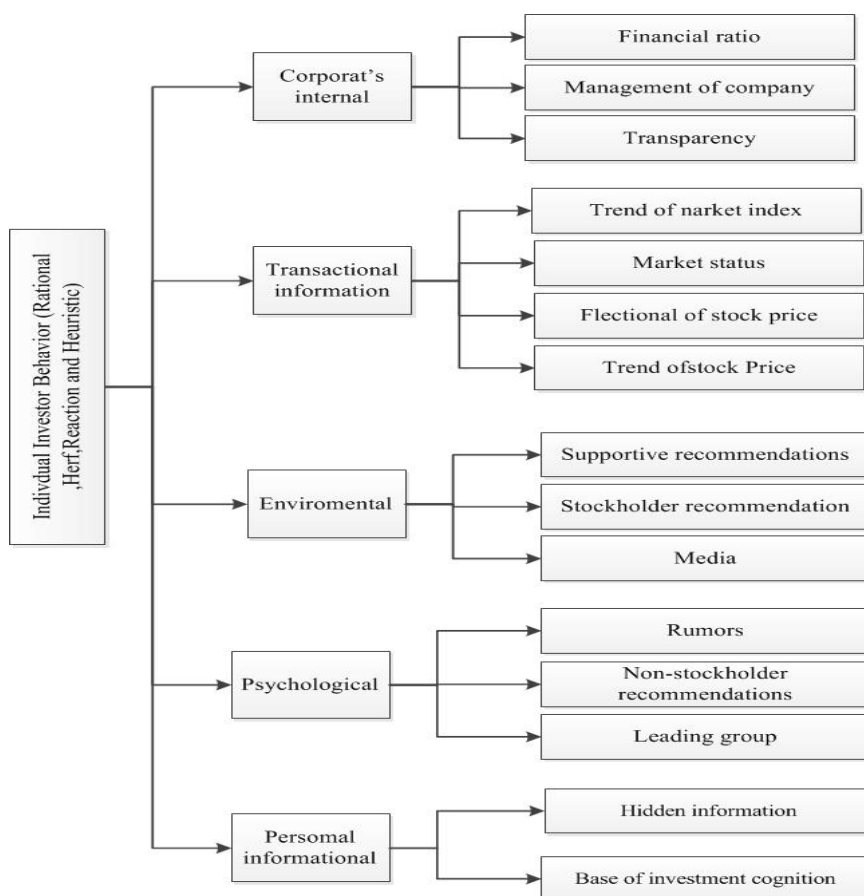 Indivdual Investor Behavior (Rational
,Herf,Reaction and Heuristic)
Corporat's
internal
Financial ratio
Management of company
Transparency
Transactional
information
Trend of narket index
Market status
Flectional of stock price
Trend ofstock Price
Enviromental
Supportive recommendations
Stockholder recommendation
Media
Psychological
Rumors
Non-stockholder
recommendations
Leading group
Persomal
informational
Hidden information
Base of investment cognition